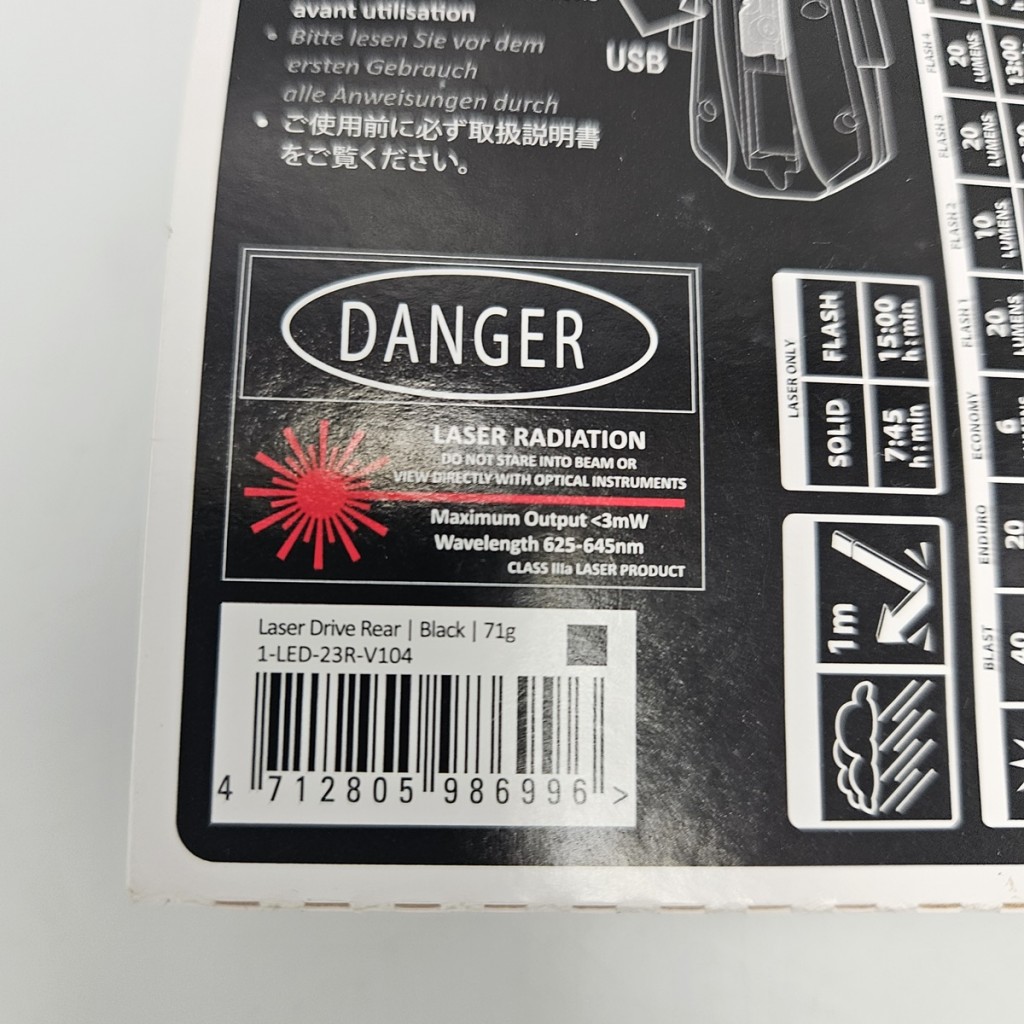 avant utilisation
• Bitte lesen Sie vor dem
ersten Gebrauch
alle Anweisungen durch
• ご使用前に必ず取扱説明書
をご覧ください。
USB
DANGER
LASER RADIATION
DO NOT STARE INTO BEAM OR
VIEW DIRECTLY WITH OPTICAL INSTRUMENTS
Maximum Output <3mW
Wavelength 625-645nm
CLASS IIIa LASER PRODUCT
Laser Drive Rear | Black | 71g
1-LED-23R-V104
4 712805 986996 >
LASER ONLY
SOLID
FLASH
7:45
h:min
15:00
h:min
1m
BLAST
ENDURO
ECONOMY
FLASH 1
FLASH 2
FLASH 3
FLASH 4
40
20
6
20
LUMENS
10
LUMENS
20
LUMENS
20
LUMENS
13:00